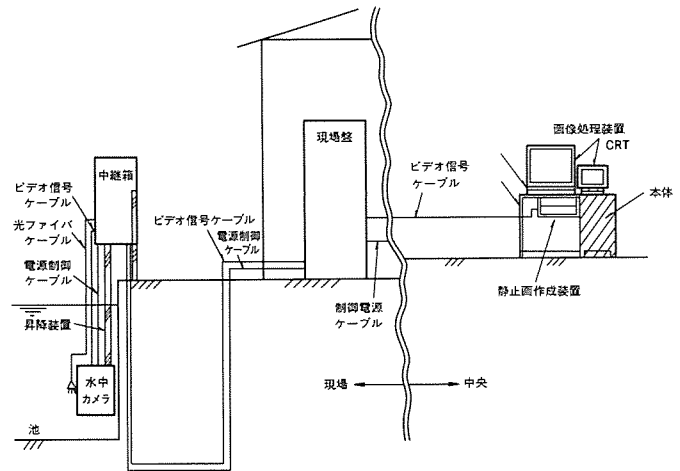 画像処理装置
CRT
現場盤
中継箱
ビデオ信号
ケーブル
ビデオ信号
ケーブル
本体
光ファイバ
ケーブル
ビデオ信号ケーブル
電源制御
ケーブル
電源制御
ケーブル
静止画作成装置
制御電源
ケーブル
昇降装置
水中
カメラ
現場
中央
池